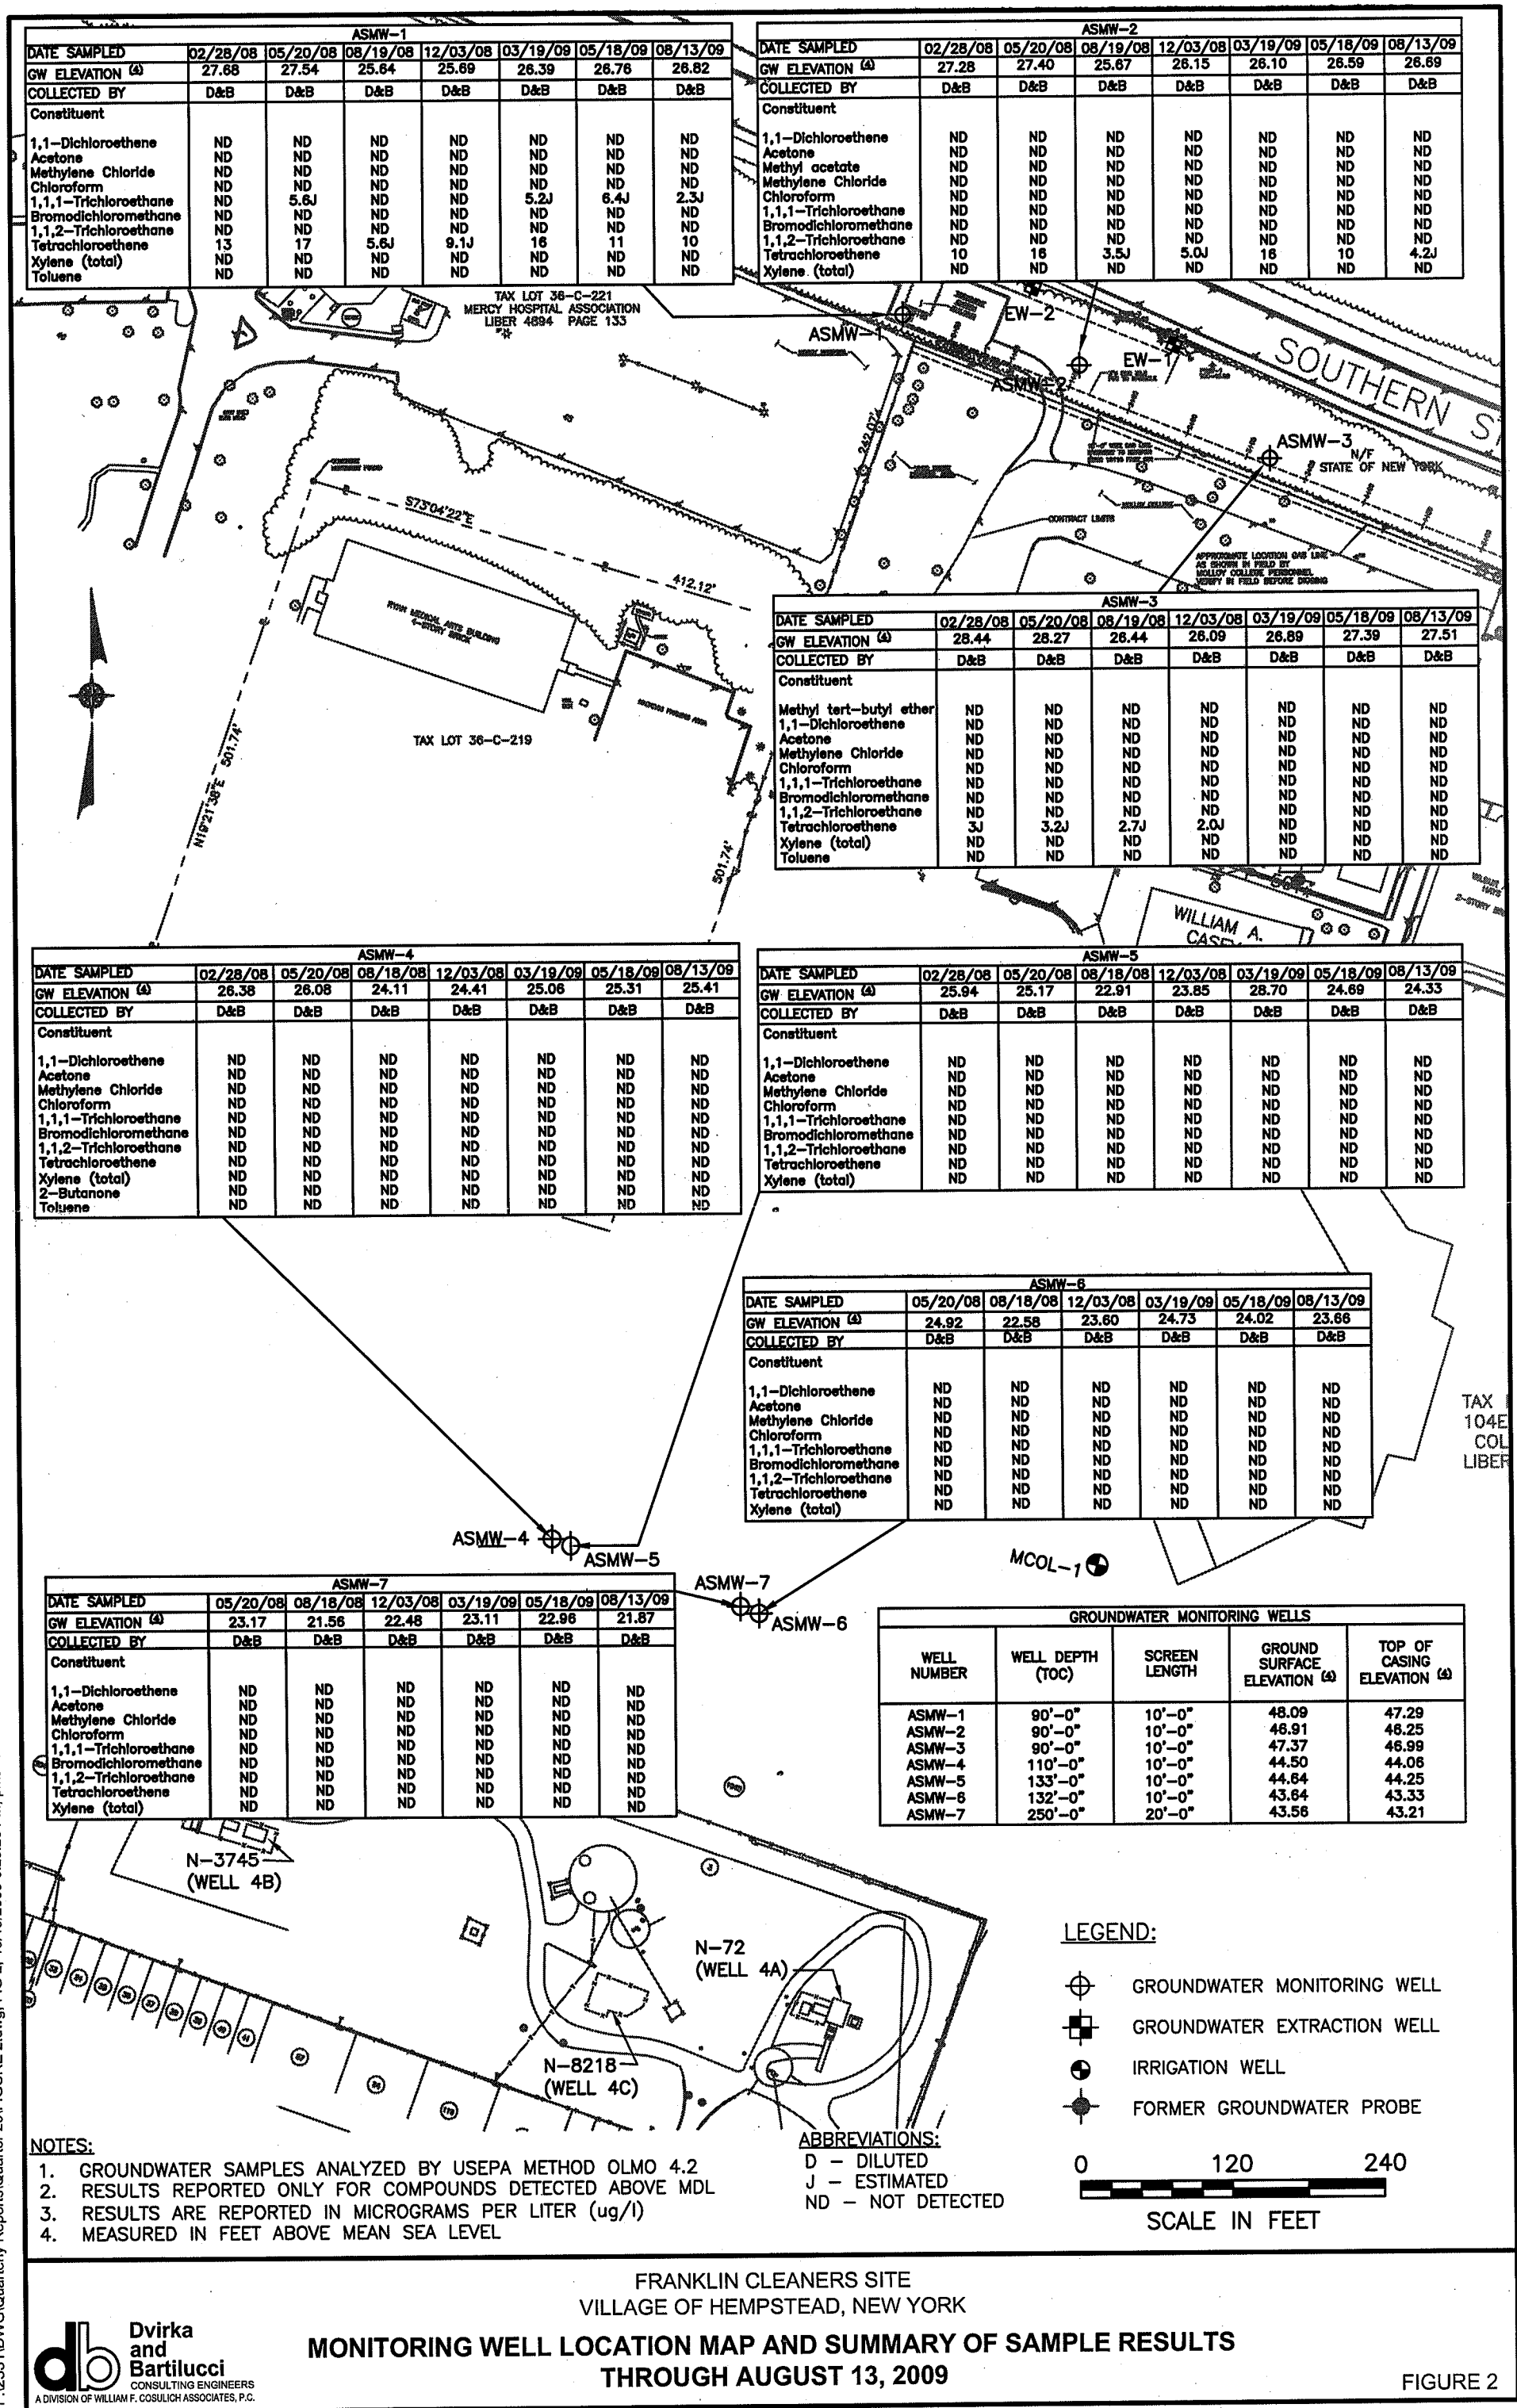 ASMW-1
DATE SAMPLED 02/28/08 05/20/08 08/19/08 12/03/08 03/19/09 05/18/09 08/13/09
GW ELEVATION (4) 27.68 27.54 25.64 25.69 26.39 26.76 26.82
COLLECTED BY D&B D&B D&B D&B D&B D&B D&B
Constituent
1,1-Dichloroethene ND ND ND ND ND ND ND
Acetone ND ND ND ND ND ND ND
Methylene Chloride ND ND ND ND ND ND ND
Chloroform ND ND ND ND ND ND ND
1,1,1-Trichloroethane ND 5.6J ND ND 5.2J 6.4J 2.3J
Bromodichloromethane ND ND ND ND ND ND ND
1,1,2-Trichloroethane ND ND ND ND ND ND ND
Tetrachloroethene 13 17 5.6J 9.1J 16 11 10
Xylene (total) ND ND ND ND ND ND ND
Toluene ND ND ND ND ND ND ND
ASMW-2
DATE SAMPLED 02/28/08 05/20/08 08/19/08 12/03/08 03/19/09 05/18/09 08/13/09
GW ELEVATION (4) 27.28 27.40 25.67 26.15 26.10 26.59 26.69
COLLECTED BY D&B D&B D&B D&B D&B D&B D&B
Constituent
1,1-Dichloroethene ND ND ND ND ND ND ND
Acetone ND ND ND ND ND ND ND
Methyl acetate ND ND ND ND ND ND ND
Methylene Chloride ND ND ND ND ND ND ND
Chloroform ND ND ND ND ND ND ND
1,1,1-Trichloroethane ND ND ND ND ND ND ND
Bromodichloromethane ND ND ND ND ND ND ND
1,1,2-Trichloroethane ND ND ND ND ND ND ND
Tetrachloroethene 10 16 3.5J 5.0J 16 10 4.2J
Xylene (total) ND ND ND ND ND ND ND
TAX LOT 36-C-221
MERCY HOSPITAL ASSOCIATION
LIBER 4894 PAGE 133
ASMW-1
EW-2
ASMW-2
EW-1
SOUTHERN S
ASMW-3
N/F
STATE OF NEW YORK
242.07'
CONTRACT LIMITS
APPROXIMATE LOCATION GAS LINE
AS SHOWN IN FIELD BY
MOLLOY COLLEGE PERSONNEL
VERIFY IN FIELD BEFORE DIGGING
S73°04'22"E
412.12'
RYAN MEDICAL ARTS BUILDING
4-STORY BRICK
TAX LOT 36-C-219
N19°21'38"E 501.74'
501.74'
ASMW-3
DATE SAMPLED 02/28/08 05/20/08 08/19/08 12/03/08 03/19/09 05/18/09 08/13/09
GW ELEVATION (4) 28.44 28.27 26.44 26.09 26.89 27.39 27.51
COLLECTED BY D&B D&B D&B D&B D&B D&B D&B
Constituent
Methyl tert-butyl ether ND ND ND ND ND ND ND
1,1-Dichloroethene ND ND ND ND ND ND ND
Acetone ND ND ND ND ND ND ND
Methylene Chloride ND ND ND ND ND ND ND
Chloroform ND ND ND ND ND ND ND
1,1,1-Trichloroethane ND ND ND ND ND ND ND
Bromodichloromethane ND ND ND ND ND ND ND
1,1,2-Trichloroethane ND ND ND ND ND ND ND
Tetrachloroethene 3J 3.2J 2.7J 2.0J ND ND ND
Xylene (total) ND ND ND ND ND ND ND
Toluene ND ND ND ND ND ND ND
WILLIAM A.
CASEY
ASMW-4
DATE SAMPLED 02/28/08 05/20/08 08/18/08 12/03/08 03/19/09 05/18/09 08/13/09
GW ELEVATION (4) 26.38 26.08 24.11 24.41 25.06 25.31 25.41
COLLECTED BY D&B D&B D&B D&B D&B D&B D&B
Constituent
1,1-Dichloroethene ND ND ND ND ND ND ND
Acetone ND ND ND ND ND ND ND
Methylene Chloride ND ND ND ND ND ND ND
Chloroform ND ND ND ND ND ND ND
1,1,1-Trichloroethane ND ND ND ND ND ND ND
Bromodichloromethane ND ND ND ND ND ND ND
1,1,2-Trichloroethane ND ND ND ND ND ND ND
Tetrachloroethene ND ND ND ND ND ND ND
Xylene (total) ND ND ND ND ND ND ND
2-Butanone ND ND ND ND ND ND ND
Toluene ND ND ND ND ND ND ND
ASMW-5
DATE SAMPLED 02/28/08 05/20/08 08/18/08 12/03/08 03/19/09 05/18/09 08/13/09
GW ELEVATION (4) 25.94 25.17 22.91 23.85 28.70 24.69 24.33
COLLECTED BY D&B D&B D&B D&B D&B D&B D&B
Constituent
1,1-Dichloroethene ND ND ND ND ND ND ND
Acetone ND ND ND ND ND ND ND
Methylene Chloride ND ND ND ND ND ND ND
Chloroform ND ND ND ND ND ND ND
1,1,1-Trichloroethane ND ND ND ND ND ND ND
Bromodichloromethane ND ND ND ND ND ND ND
1,1,2-Trichloroethane ND ND ND ND ND ND ND
Tetrachloroethene ND ND ND ND ND ND ND
Xylene (total) ND ND ND ND ND ND ND
ASMW-6
DATE SAMPLED 05/20/08 08/18/08 12/03/08 03/19/09 05/18/09 08/13/09
GW ELEVATION (4) 24.92 22.58 23.60 24.73 24.02 23.66
COLLECTED BY D&B D&B D&B D&B D&B D&B
Constituent
1,1-Dichloroethene ND ND ND ND ND ND
Acetone ND ND ND ND ND ND
Methylene Chloride ND ND ND ND ND ND
Chloroform ND ND ND ND ND ND
1,1,1-Trichloroethane ND ND ND ND ND ND
Bromodichloromethane ND ND ND ND ND ND
1,1,2-Trichloroethane ND ND ND ND ND ND
Tetrachloroethene ND ND ND ND ND ND
Xylene (total) ND ND ND ND ND ND
TAX
104E
COL
LIBER
ASMW-4
ASMW-5
MCOL-1
ASMW-7
ASMW-6
ASMW-7
DATE SAMPLED 05/20/08 08/18/08 12/03/08 03/19/09 05/18/09 08/13/09
GW ELEVATION (4) 23.17 21.56 22.48 23.11 22.96 21.87
COLLECTED BY D&B D&B D&B D&B D&B D&B
Constituent
1,1-Dichloroethene ND ND ND ND ND ND
Acetone ND ND ND ND ND ND
Methylene Chloride ND ND ND ND ND ND
Chloroform ND ND ND ND ND ND
1,1,1-Trichloroethane ND ND ND ND ND ND
Bromodichloromethane ND ND ND ND ND ND
1,1,2-Trichloroethane ND ND ND ND ND ND
Tetrachloroethene ND ND ND ND ND ND
Xylene (total) ND ND ND ND ND ND
GROUNDWATER MONITORING WELLS
WELL NUMBER WELL DEPTH (TOC) SCREEN LENGTH GROUND SURFACE ELEVATION (4) TOP OF CASING ELEVATION (4)
ASMW-1 90'-0" 10'-0" 48.09 47.29
ASMW-2 90'-0" 10'-0" 46.91 46.25
ASMW-3 90'-0" 10'-0" 47.37 46.99
ASMW-4 110'-0" 10'-0" 44.50 44.06
ASMW-5 133'-0" 10'-0" 44.64 44.25
ASMW-6 132'-0" 10'-0" 43.64 43.33
ASMW-7 250'-0" 20'-0" 43.56 43.21
N-3745
(WELL 4B)
N-72
(WELL 4A)
N-8218
(WELL 4C)
LEGEND:
GROUNDWATER MONITORING WELL
GROUNDWATER EXTRACTION WELL
IRRIGATION WELL
FORMER GROUNDWATER PROBE
0 120 240
SCALE IN FEET
NOTES:
1. GROUNDWATER SAMPLES ANALYZED BY USEPA METHOD OLMO 4.2
2. RESULTS REPORTED ONLY FOR COMPOUNDS DETECTED ABOVE MDL
3. RESULTS ARE REPORTED IN MICROGRAMS PER LITER (ug/l)
4. MEASURED IN FEET ABOVE MEAN SEA LEVEL
ABBREVIATIONS:
D - DILUTED
J - ESTIMATED
ND - NOT DETECTED
FRANKLIN CLEANERS SITE
VILLAGE OF HEMPSTEAD, NEW YORK
MONITORING WELL LOCATION MAP AND SUMMARY OF SAMPLE RESULTS
THROUGH AUGUST 13, 2009
FIGURE 2
db
Dvirka
and
Bartilucci
CONSULTING ENGINEERS
A DIVISION OF WILLIAM F. COSULICH ASSOCIATES, P.C.